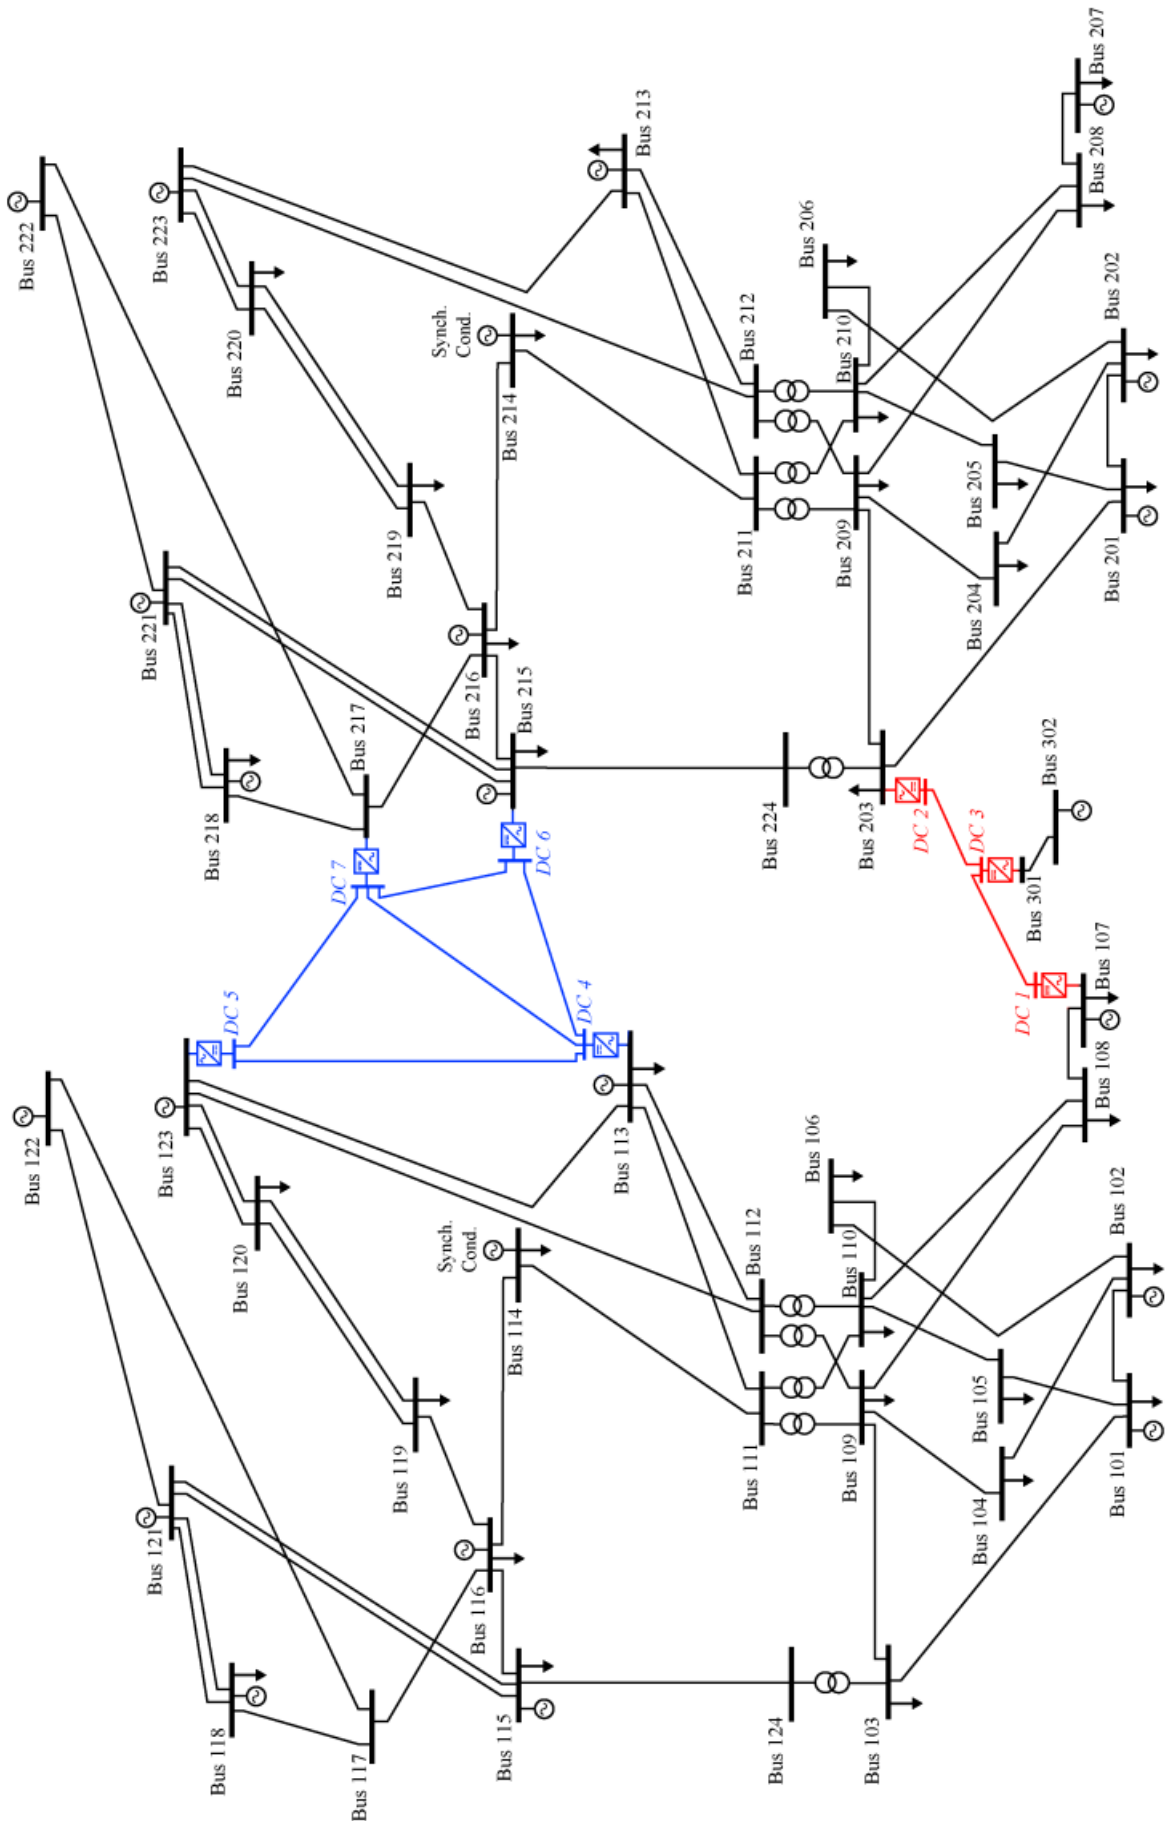 Bus 122
Bus 123
Bus 120
Bus 121
Bus 119
Bus 118
Bus 117
Bus 116
Bus 115
Synch.
Cond.
Bus 114
Bus 113
Bus 112
Bus 111
Bus 124
Bus 110
Bus 109
Bus 103
Bus 106
Bus 105
Bus 104
Bus 108
Bus 107
Bus 102
Bus 101
DC 5
DC 7
DC 4
DC 6
DC 1
DC 2
DC 3
Bus 301
Bus 302
Bus 222
Bus 223
Bus 220
Bus 221
Bus 219
Bus 218
Bus 217
Bus 216
Bus 215
Synch.
Cond.
Bus 214
Bus 213
Bus 212
Bus 211
Bus 224
Bus 210
Bus 209
Bus 203
Bus 206
Bus 205
Bus 204
Bus 208
Bus 207
Bus 202
Bus 201